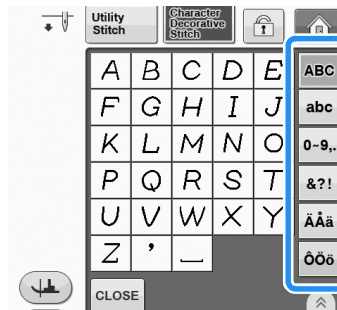 Utility Stitch
Character Decorative Stitch
A B C D E ABC
F G H I J abc
K L M N O 0~9,.
P Q R S T &?!
U V W X Y ÄÅä
Z ’ _ ÔÖö
CLOSE